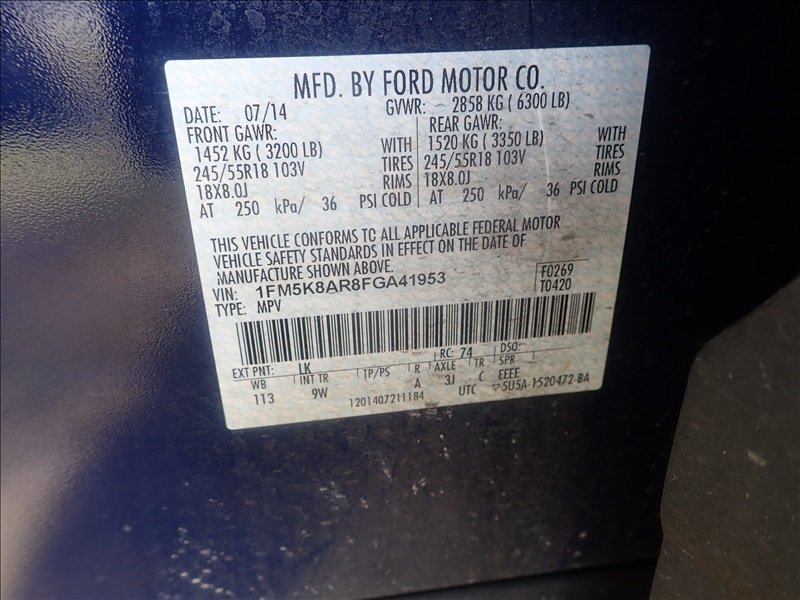 MFD. BY FORD MOTOR CO.
DATE: 07/14 GVWR: 2858 KG ( 6300 LB)
FRONT GAWR: REAR GAWR:
1452 KG ( 3200 LB) WITH 1520 KG ( 3350 LB) WITH
245/55R18 103V TIRES 245/55R18 103V TIRES
18X8.0J RIMS 18X8.0J RIMS
AT 250 kPa/ 36 PSI COLD AT 250 kPa/ 36 PSI COLD
THIS VEHICLE CONFORMS TO ALL APPLICABLE FEDERAL MOTOR
VEHICLE SAFETY STANDARDS IN EFFECT ON THE DATE OF
MANUFACTURE SHOWN ABOVE.
VIN: 1FM5K8AR8FGA41953 F0269
TYPE: MPV T0420
EXT PNT: LK RC: 74 DSO:
WB INT TR TP/PS R AXLE TR SPR
113 9W A 3J C EEEE
1201407211184 UTC ▽5U5A-1520472-BA